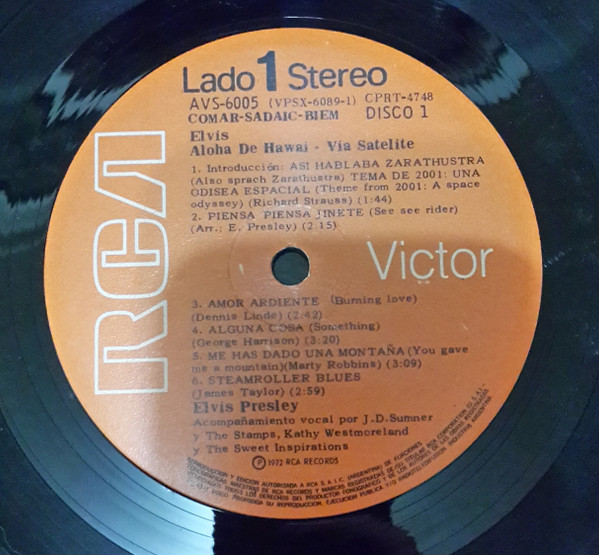 Lado 1 Stereo
AVS-6005 (VPSX-6089-1) CPRT-4748
COMAR-SADAIC-BIEM DISCO 1
Elvis
Aloha De Hawai - Vía Satelite
1. Introducción: ASI HABLABA ZARATHUSTRA
(Also sprach Zarathustra) TEMA DE 2001: UNA
ODISEA ESPACIAL (Theme from 2001: A space
odyssey) (Richard Strauss) (1:44)
2. PIENSA PIENSA JINETE (See see rider)
(Arr.: E. Presley) (2:15)
RCA
Victor
3. AMOR ARDIENTE (Burning love)
(Dennis Linde) (2:42)
4. ALGUNA COSA (Something)
(George Harrison) (3:20)
5. ME HAS DADO UNA MONTAÑA (You gave
me a mountain)(Marty Robbins) (3:09)
6. STEAMROLLER BLUES
(James Taylor) (2:59)
Elvis Presley
Acompañamiento vocal por J.D. Sumner
y The Stamps, Kathy Westmoreland
y The Sweet Inspirations
Ⓟ 1972 RCA RECORDS